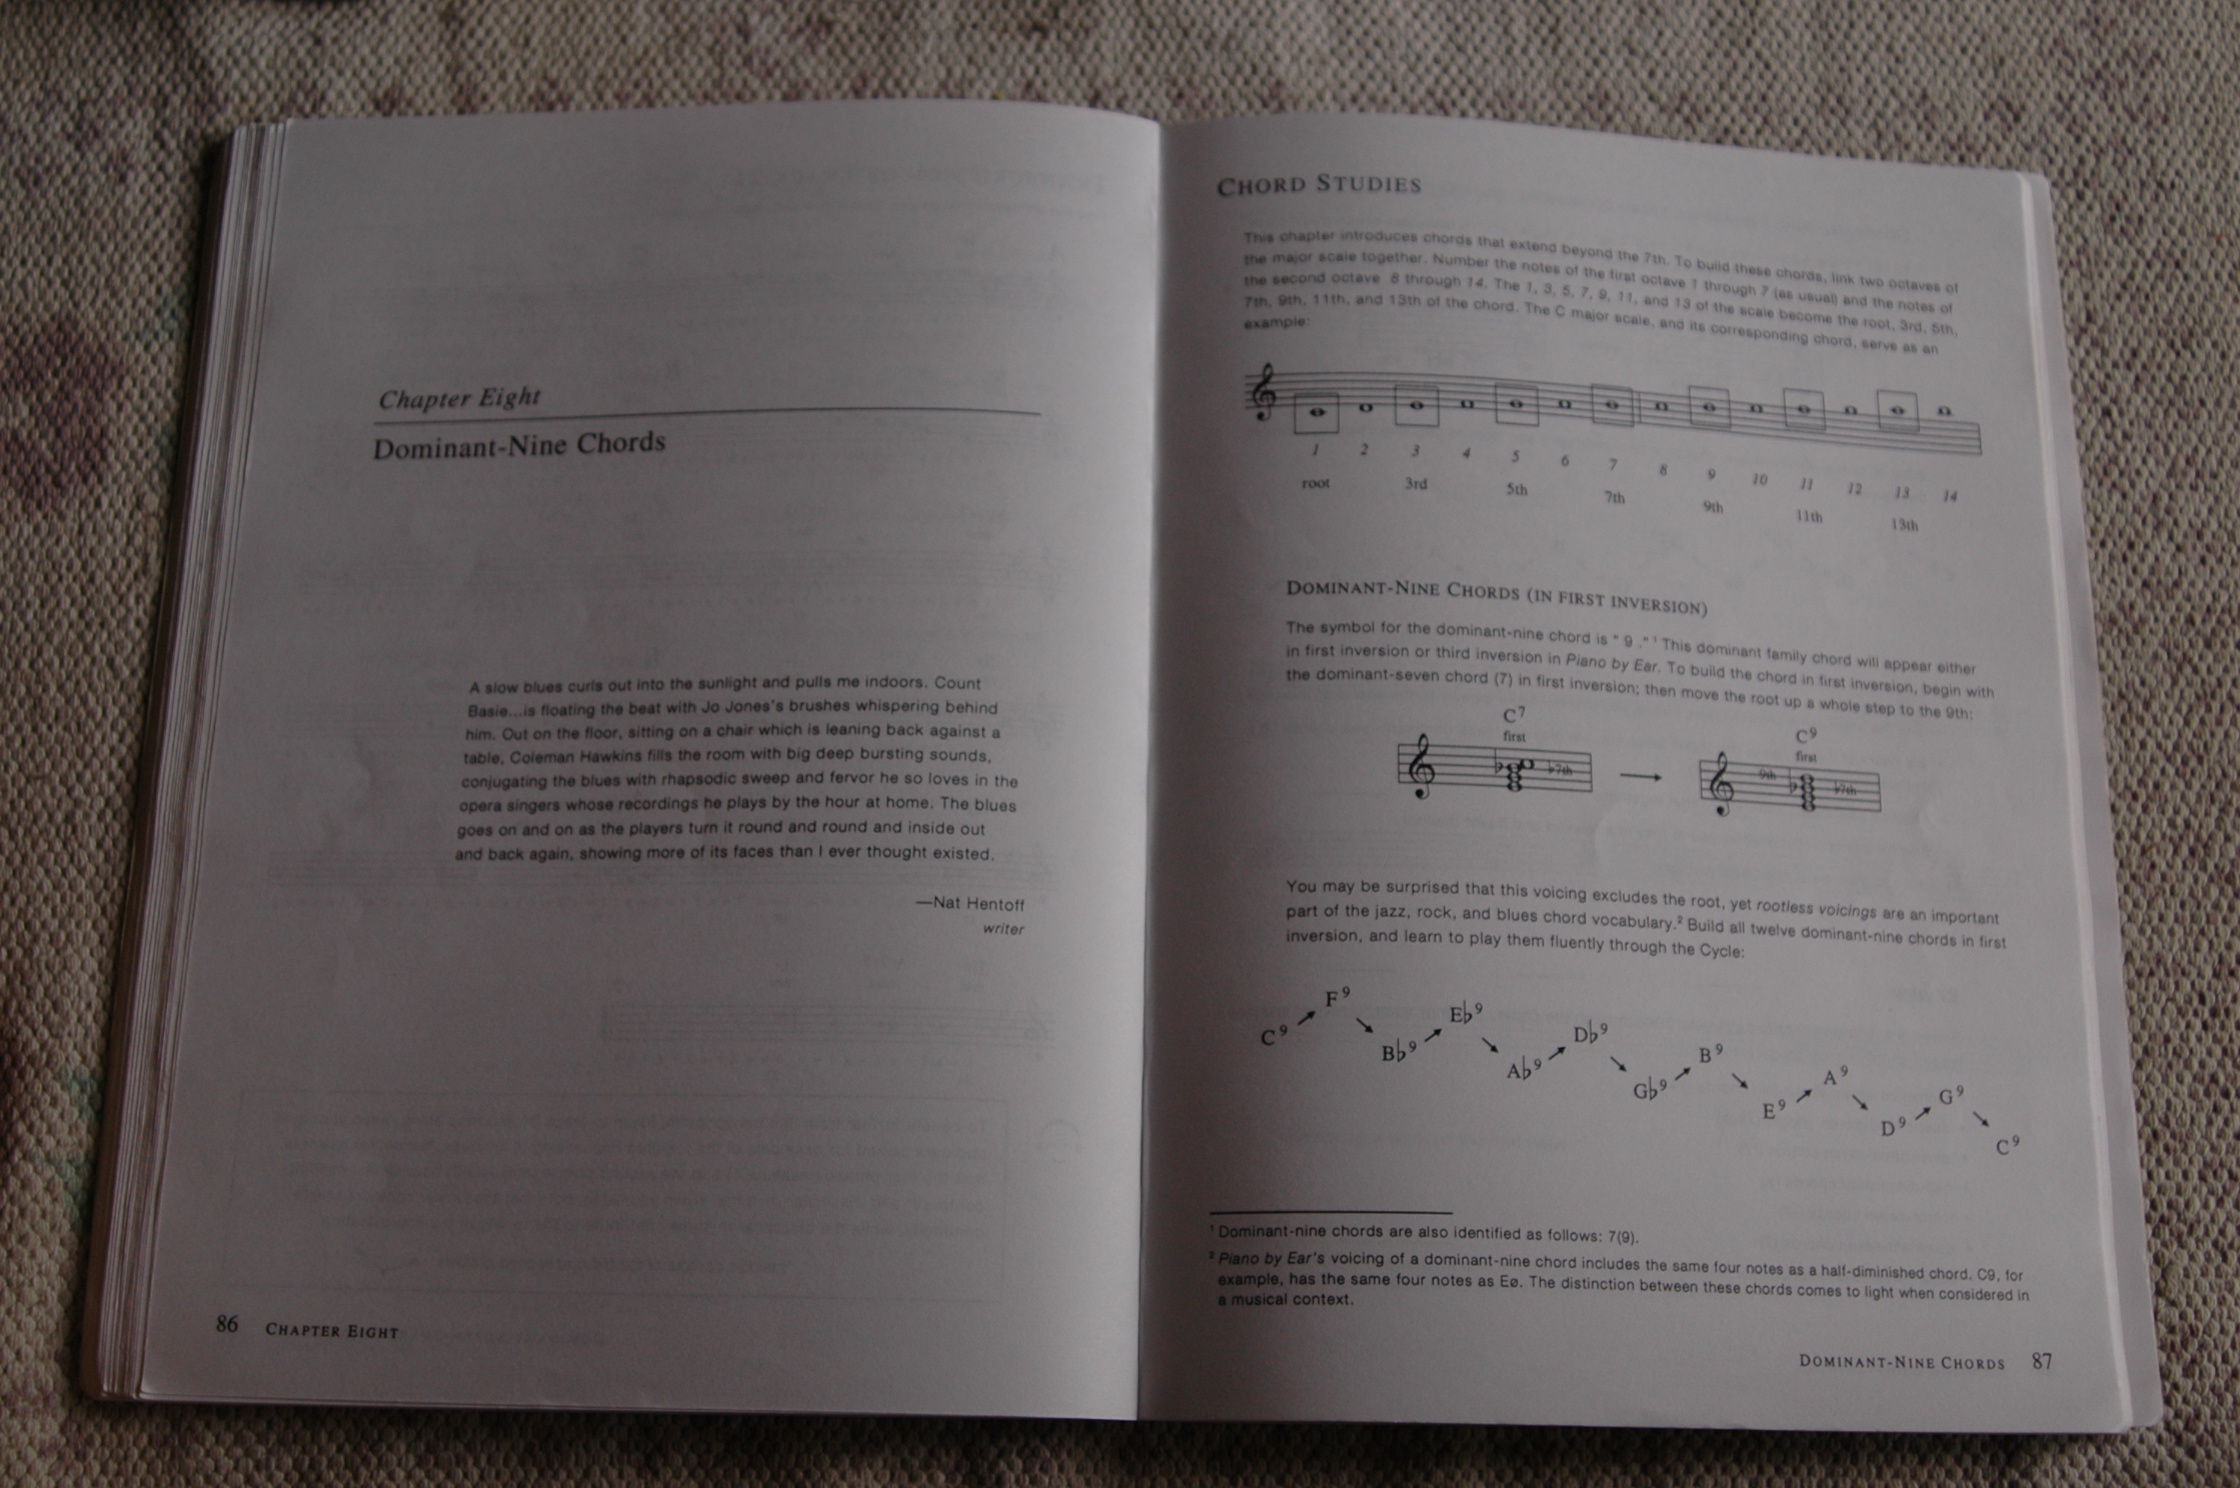 Chapter Eight
Dominant-Nine Chords
A slow blues curls out into the sunlight and pulls me indoors. Count
Basie...is floating the beat with Jo Jones's brushes whispering behind
him. Out on the floor, sitting on a chair which is leaning back against a
table, Coleman Hawkins fills the room with big deep bursting sounds,
conjugating the blues with rhapsodic sweep and fervor he so loves in the
opera singers whose recordings he plays by the hour at home. The blues
goes on and on as the players turn it round and round and inside out
and back again, showing more of its faces than I ever thought existed.
—Nat Hentoff
writer
86 CHAPTER EIGHT
CHORD STUDIES
This chapter introduces chords that extend beyond the 7th. To build these chords, link two octaves of
the major scale together. Number the notes of the first octave 1 through 7 (as usual) and the notes of
the second octave 8 through 14. The 1, 3, 5, 7, 9, 11, and 13 of the scale become the root, 3rd, 5th,
7th, 9th, 11th, and 13th of the chord. The C major scale, and its corresponding chord, serve as an
example:
1 2 3 4 5 6 7 8 9 10 11 12 13 14
root 3rd 5th 7th 9th 11th 13th
DOMINANT-NINE CHORDS (IN FIRST INVERSION)
The symbol for the dominant-nine chord is " 9 ."¹ This dominant family chord will appear either
in first inversion or third inversion in Piano by Ear. To build the chord in first inversion, begin with
the dominant-seven chord (7) in first inversion; then move the root up a whole step to the 9th:
C7 C9
first first
♭7th 9th ♭7th
You may be surprised that this voicing excludes the root, yet rootless voicings are an important
part of the jazz, rock, and blues chord vocabulary.² Build all twelve dominant-nine chords in first
inversion, and learn to play them fluently through the Cycle:
C9 → F9 → B♭9 → E♭9 → A♭9 → D♭9 → G♭9 → B9 → E9 → A9 → D9 → G9 → C9
¹ Dominant-nine chords are also identified as follows: 7(9).
² Piano by Ear's voicing of a dominant-nine chord includes the same four notes as a half-diminished chord. C9, for
example, has the same four notes as Eø. The distinction between these chords comes to light when considered in
a musical context.
DOMINANT-NINE CHORDS 87